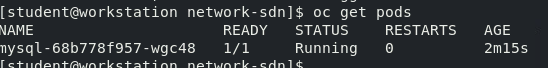 [student@workstation network-sdn]$ oc get pods
NAME                     READY   STATUS    RESTARTS   AGE
mysql-68b778f957-wgc48   1/1     Running   0          2m15s
[student@workstation network-sdn]$